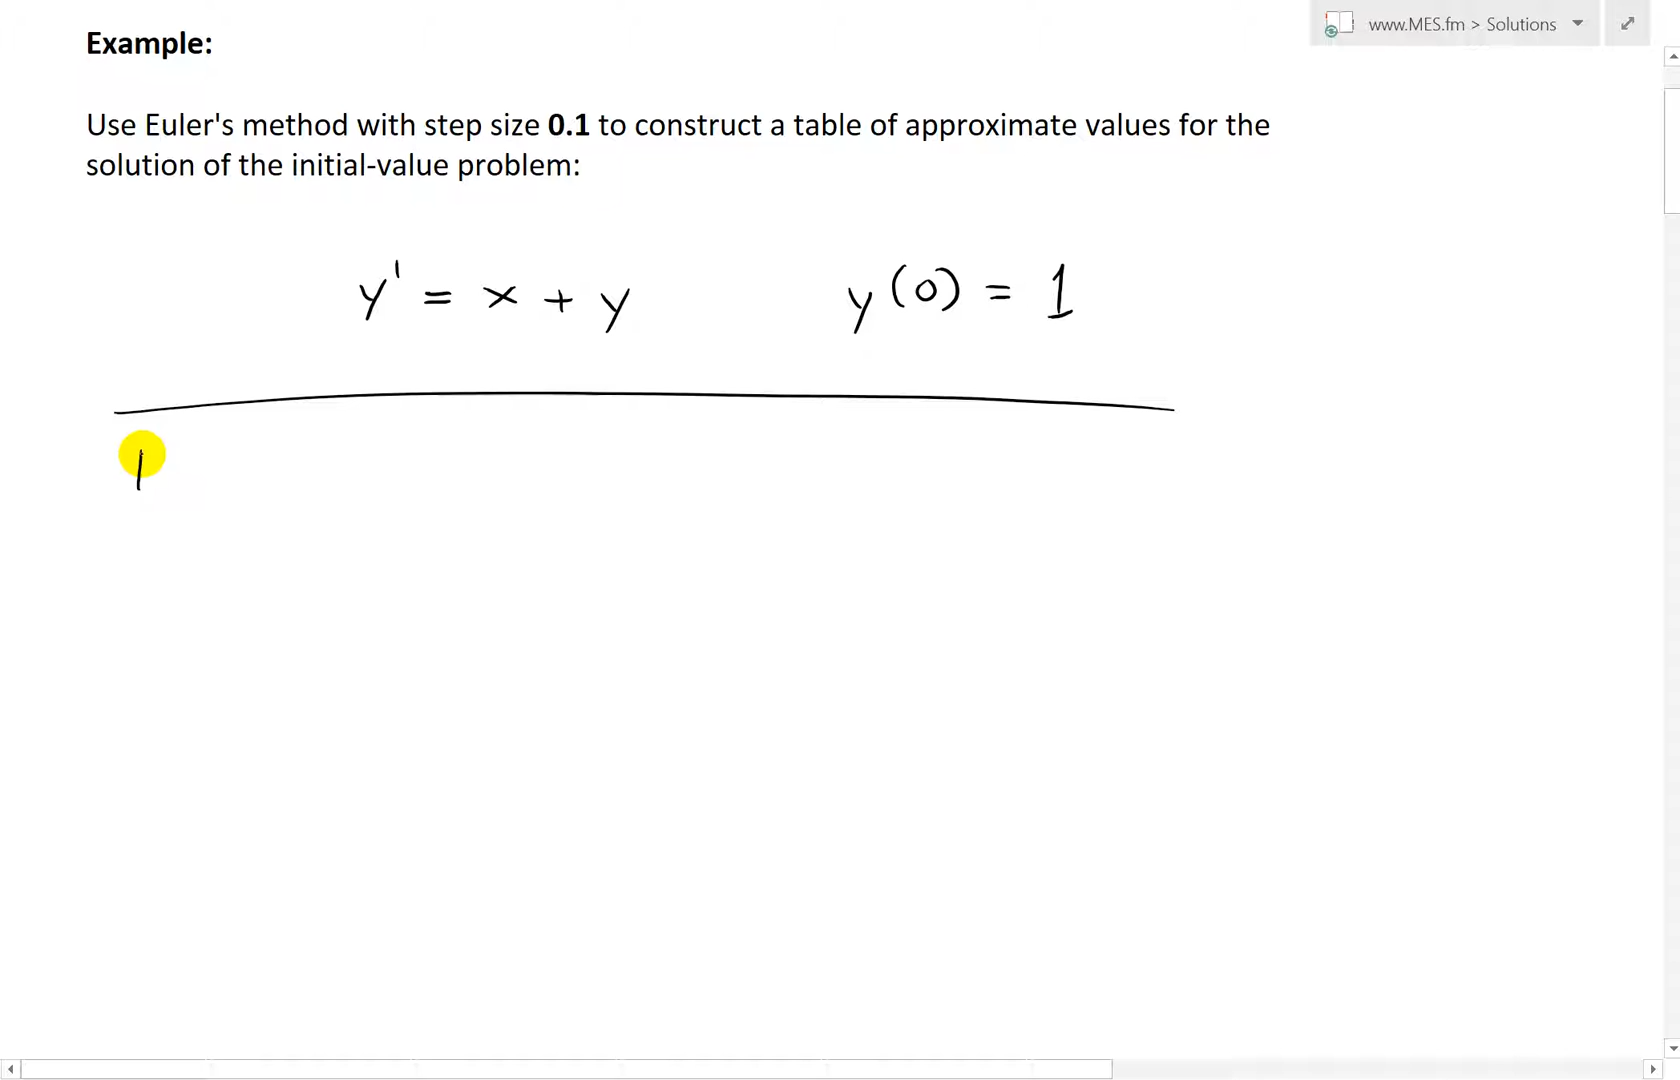 www.MES.fm > Solutions
Example:
Use Euler's method with step size 0.1 to construct a table of approximate values for the
solution of the initial-value problem:
y' = x + y y(0) = 1